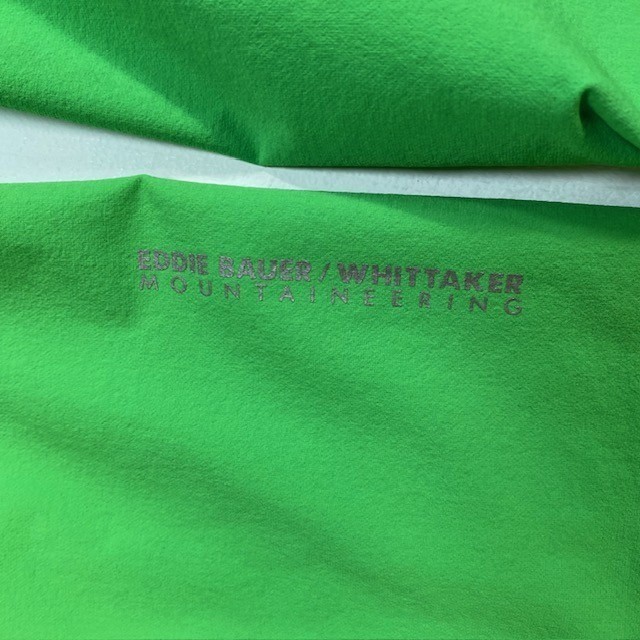 EDDIE BAUER / WHITTAKER
MOUNTAINEERING